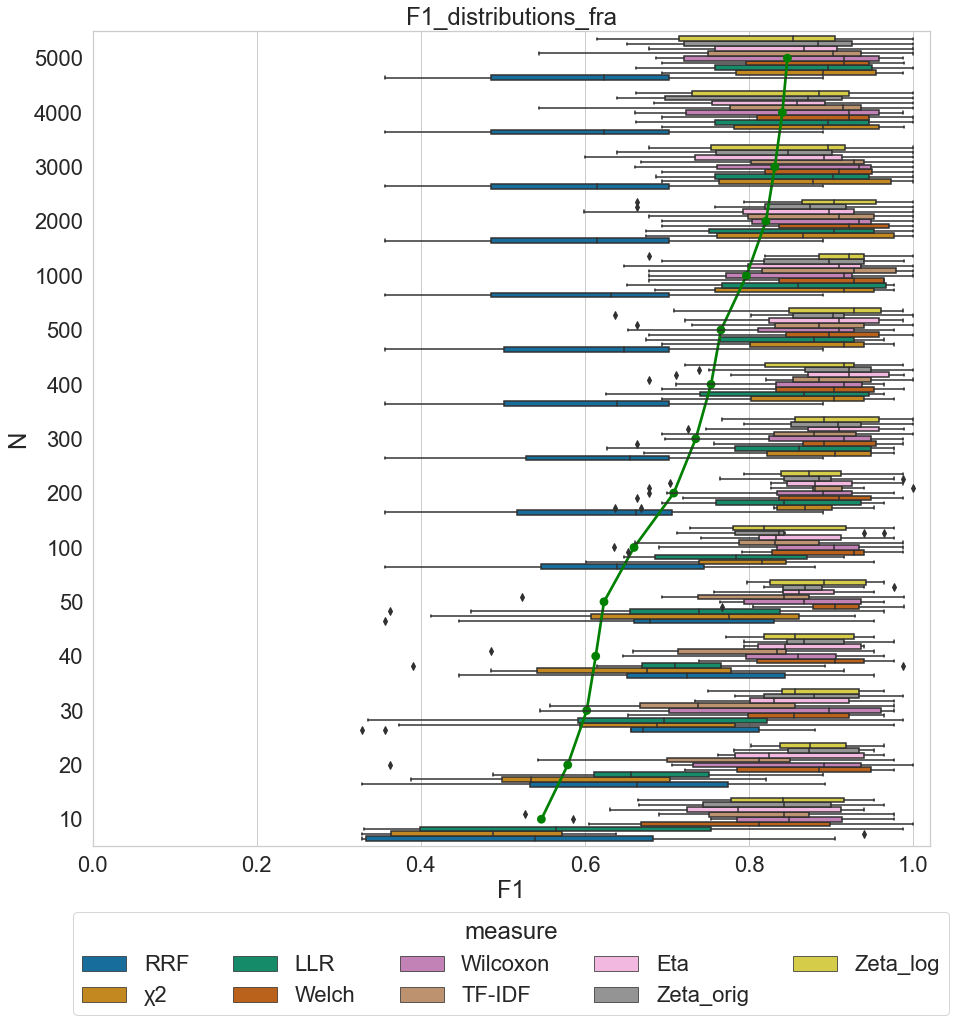 F1_distributions_fra
N
5000
4000
3000
2000
1000
500
400
300
200
100
50
40
30
20
10
0.0 0.2 0.4 0.6 0.8 1.0
F1
measure
RRF LLR Wilcoxon Eta Zeta_log
χ2 Welch TF-IDF Zeta_orig